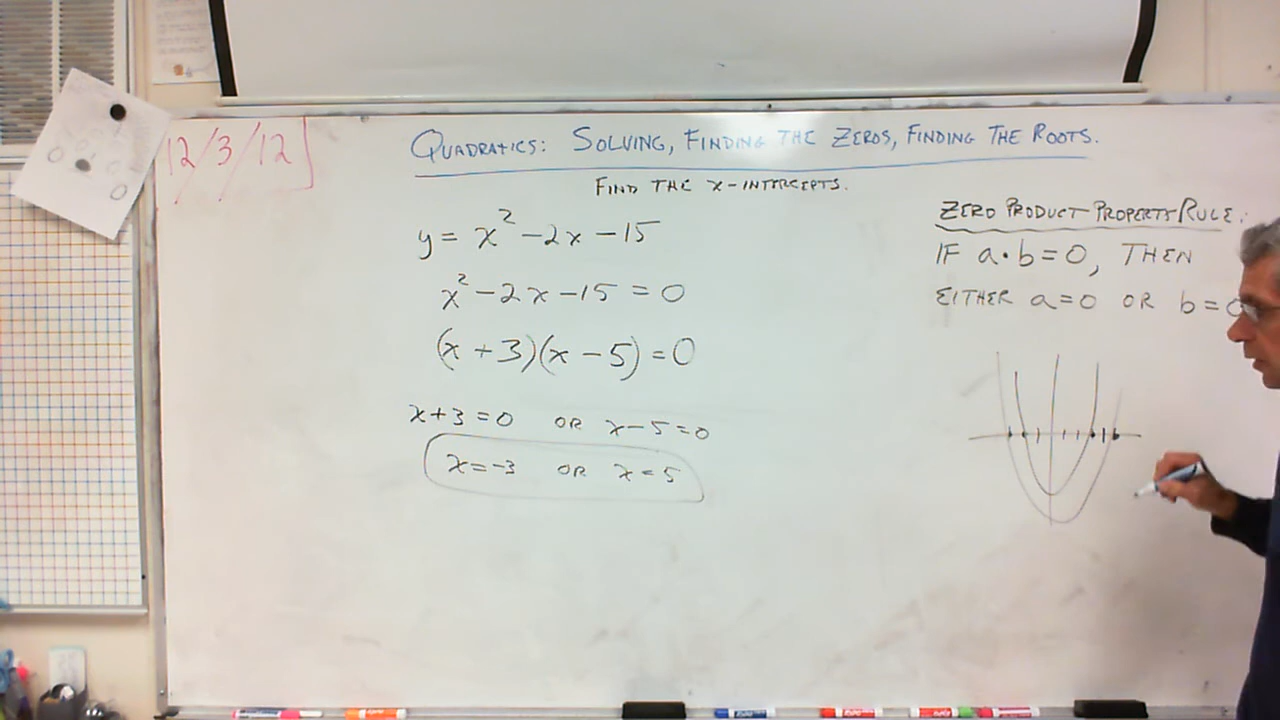 12/3/12
QUADRATICS: SOLVING, FINDING THE ZEROS, FINDING THE ROOTS.
FIND THE X-INTERCEPTS.
y = x² - 2x - 15
x² - 2x - 15 = 0
(x + 3)(x - 5) = 0
x + 3 = 0 OR x - 5 = 0
x = -3 OR x = 5
ZERO PRODUCT PROPERTY RULE.
IF a · b = 0, THEN
EITHER a = 0 OR b = 0